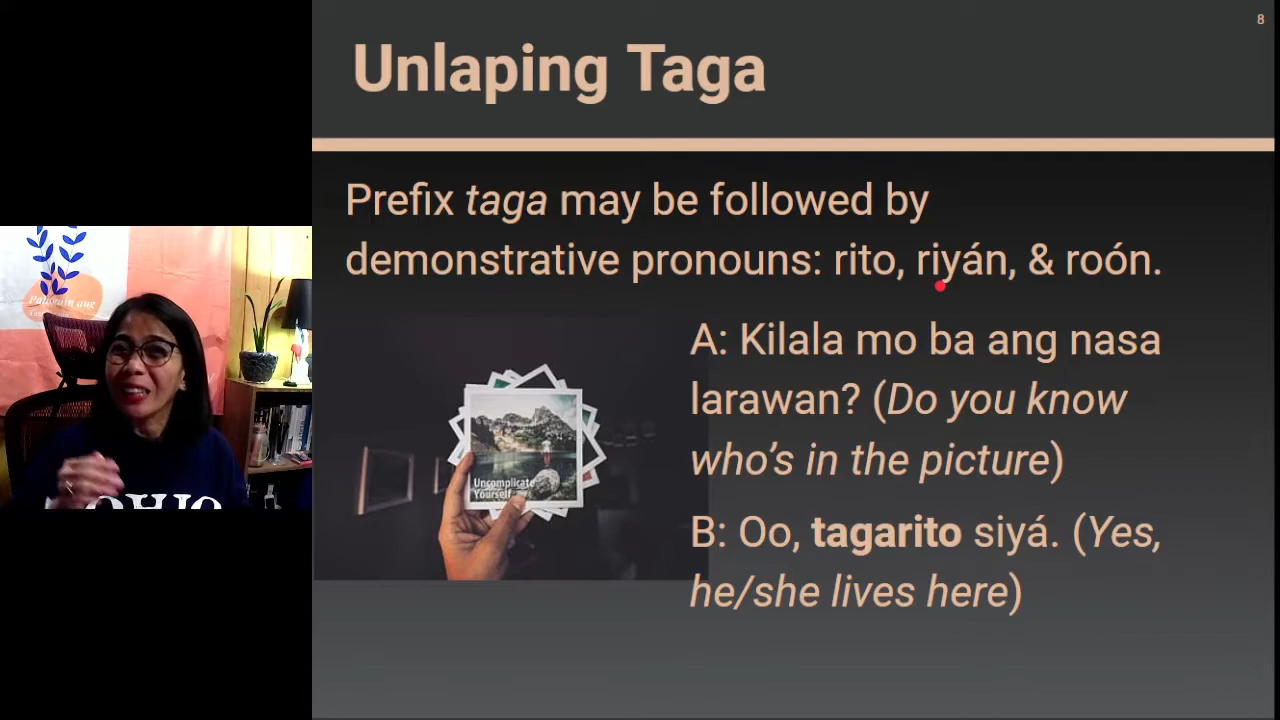 8
Unlaping Taga
Prefix taga may be followed by
demonstrative pronouns: rito, riyán, & roón.
A: Kilala mo ba ang nasa
larawan? (Do you know
who’s in the picture)
B: Oo, tagarito siyá. (Yes,
he/she lives here)
Uncomplicate
Yourself